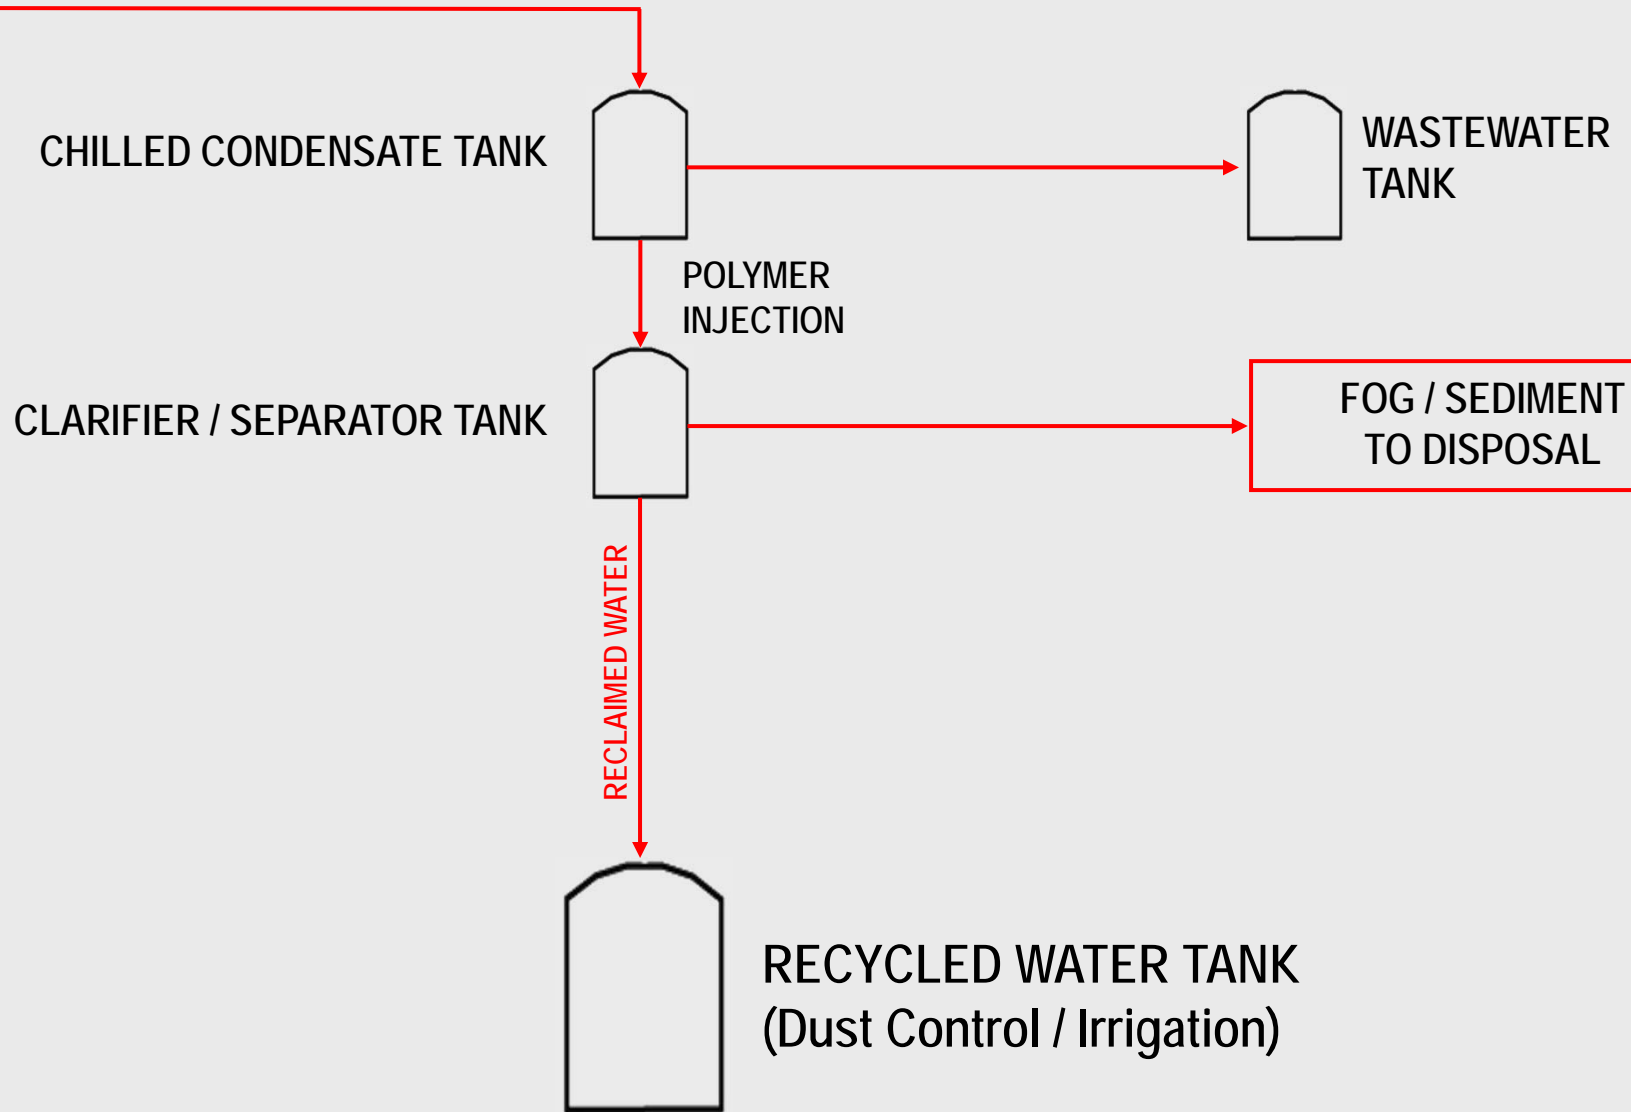 CHILLED CONDENSATE TANK
WASTEWATER
TANK
POLYMER
INJECTION
CLARIFIER / SEPARATOR TANK
FOG / SEDIMENT
TO DISPOSAL
RECLAIMED WATER
RECYCLED WATER TANK
(Dust Control / Irrigation)